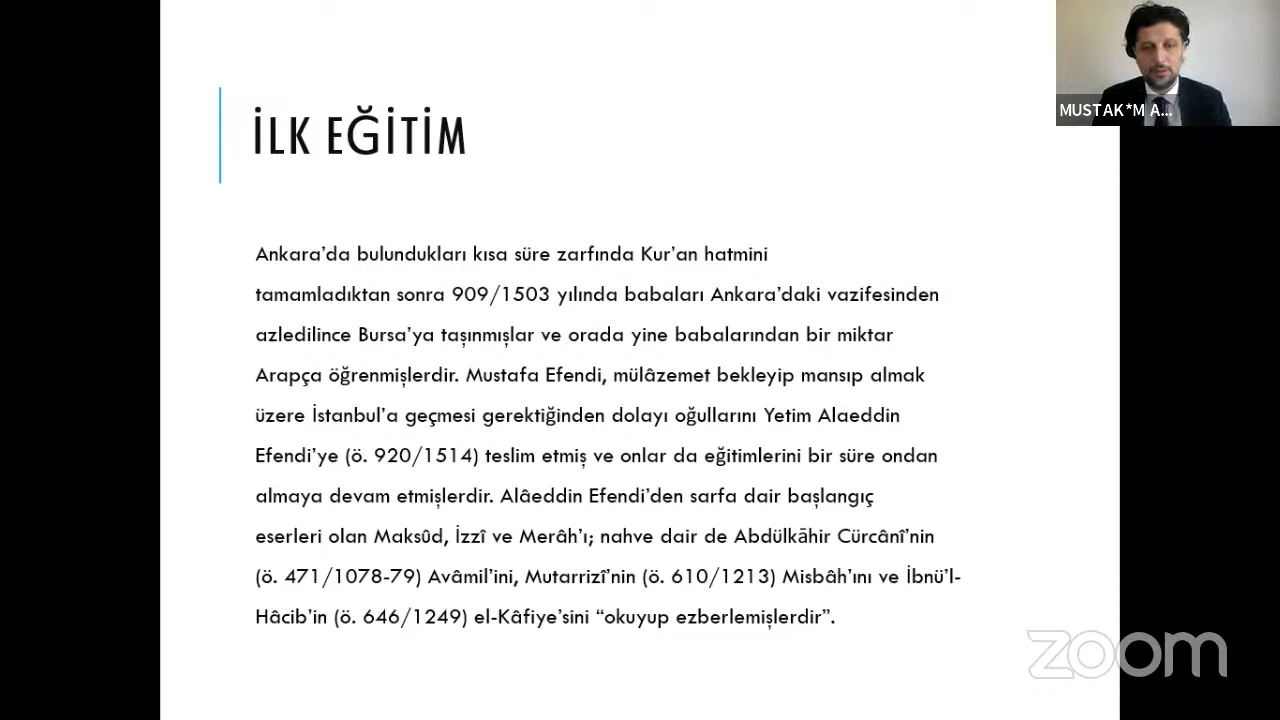 İLK EĞİTİM
MUSTAK*M A...
Ankara’da bulundukları kısa süre zarfında Kur’an hatmini
tamamladıktan sonra 909/1503 yılında babaları Ankara’daki vazifesinden
azledilince Bursa’ya taşınmışlar ve orada yine babalarından bir miktar
Arapça öğrenmişlerdir. Mustafa Efendi, mülâzemet bekleyip mansıp almak
üzere İstanbul’a geçmesi gerektiğinden dolayı oğullarını Yetim Alaeddin
Efendi’ye (ö. 920/1514) teslim etmiş ve onlar da eğitimlerini bir süre ondan
almaya devam etmişlerdir. Alâeddin Efendi’den sarfa dair başlangıç
eserleri olan Maksûd, İzzî ve Merâh’ı; nahve dair de Abdülkāhir Cürcânî’nin
(ö. 471/1078-79) Avâmil’ini, Mutarrizî’nin (ö. 610/1213) Misbâh’ını ve İbnü’l-
Hâcib’in (ö. 646/1249) el-Kâfiye’sini “okuyup ezberlemişlerdir”.
zoom